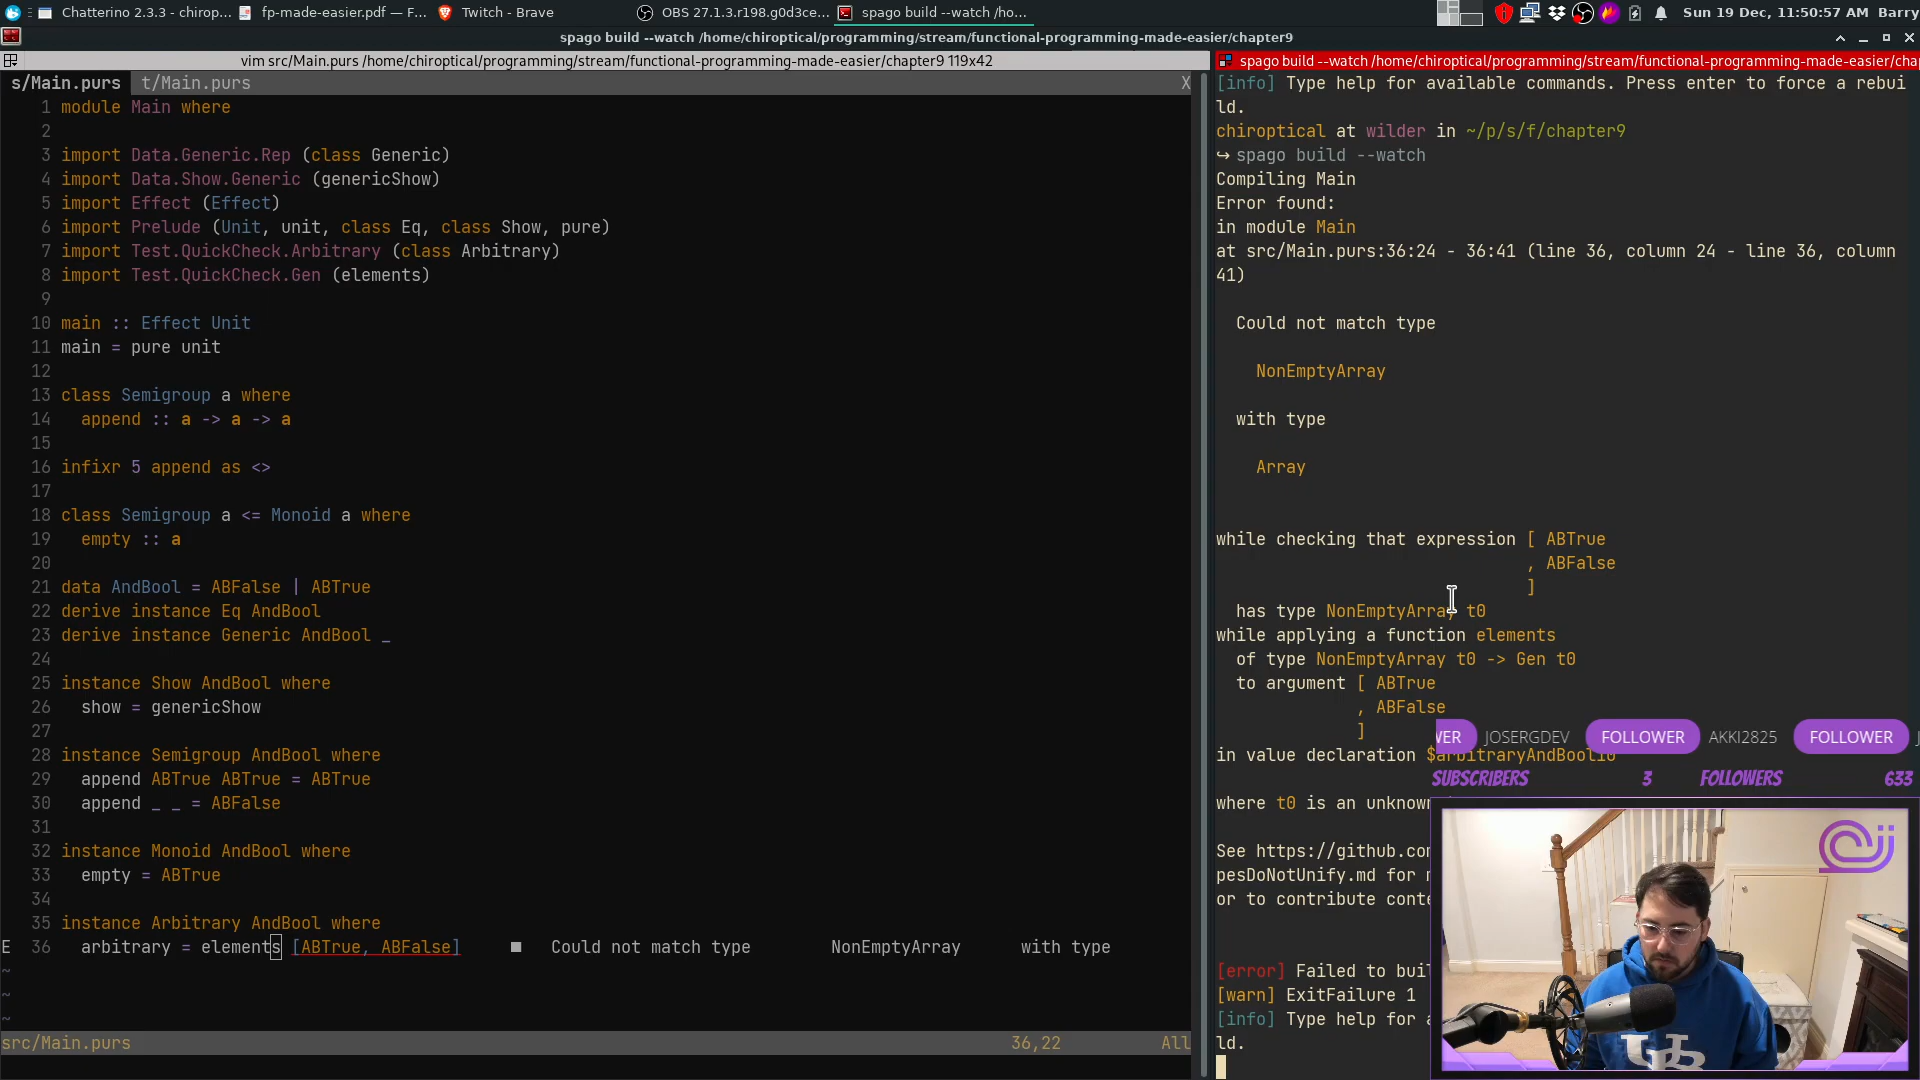 Chatterino 2.3.3 - chirop...
fp-made-easier.pdf — F...
Twitch - Brave
OBS 27.1.3.r198.g0d3ce...
spago build --watch /ho...
Sun 19 Dec, 11:50:57 AM Barry
spago build --watch /home/chiroptical/programming/stream/functional-programming-made-easier/chapter9
vim src/Main.purs /home/chiroptical/programming/stream/functional-programming-made-easier/chapter9 119x42
s/Main.purs t/Main.purs X
1 module Main where
2
3 import Data.Generic.Rep (class Generic)
4 import Data.Show.Generic (genericShow)
5 import Effect (Effect)
6 import Prelude (Unit, unit, class Eq, class Show, pure)
7 import Test.QuickCheck.Arbitrary (class Arbitrary)
8 import Test.QuickCheck.Gen (elements)
9
10 main :: Effect Unit
11 main = pure unit
12
13 class Semigroup a where
14 append :: a -> a -> a
15
16 infixr 5 append as <>
17
18 class Semigroup a <= Monoid a where
19 empty :: a
20
21 data AndBool = ABFalse | ABTrue
22 derive instance Eq AndBool
23 derive instance Generic AndBool _
24
25 instance Show AndBool where
26 show = genericShow
27
28 instance Semigroup AndBool where
29 append ABTrue ABTrue = ABTrue
30 append _ _ = ABFalse
31
32 instance Monoid AndBool where
33 empty = ABTrue
34
35 instance Arbitrary AndBool where
E 36 arbitrary = elements [ABTrue, ABFalse] ■ Could not match type NonEmptyArray with type
~
~
~
src/Main.purs 36,22 All
spago build --watch /home/chiroptical/programming/stream/functional-programming-made-easier/cha
[info] Type help for available commands. Press enter to force a rebui
ld.
chiroptical at wilder in ~/p/s/f/chapter9
↪ spago build --watch
Compiling Main
Error found:
in module Main
at src/Main.purs:36:24 - 36:41 (line 36, column 24 - line 36, column
41)
Could not match type
NonEmptyArray
with type
Array
while checking that expression [ ABTrue
, ABFalse
]
has type NonEmptyArray t0
while applying a function elements
of type NonEmptyArray t0 -> Gen t0
to argument [ ABTrue
, ABFalse
]
in value declaration $arbitraryAndBool10
where t0 is an unknown
See https://github.com
pesDoNotUnify.md for
or to contribute conte
[error] Failed to buil
[warn] ExitFailure 1
[info] Type help for a
ld.
WER JOSERGDEV FOLLOWER AKKI2825 FOLLOWER
SUBSCRIBERS 3 FOLLOWERS 633